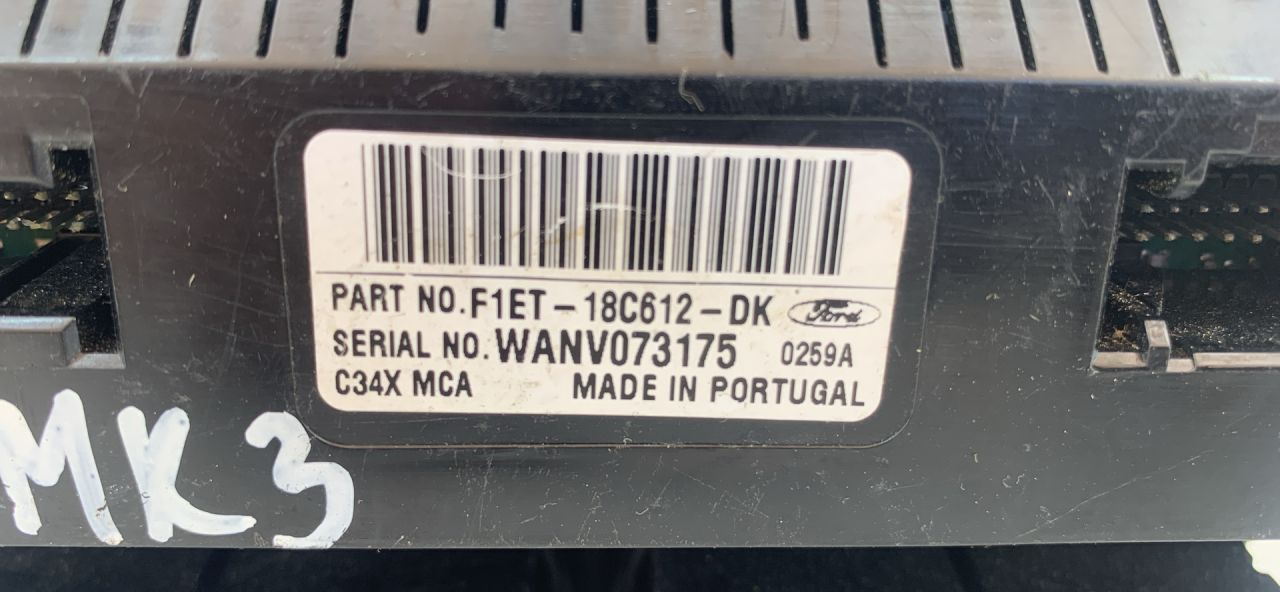 PART NO. F1ET-18C612-DK Ford
SERIAL NO. WANV073175 0259A
C34X MCA MADE IN PORTUGAL
MK3